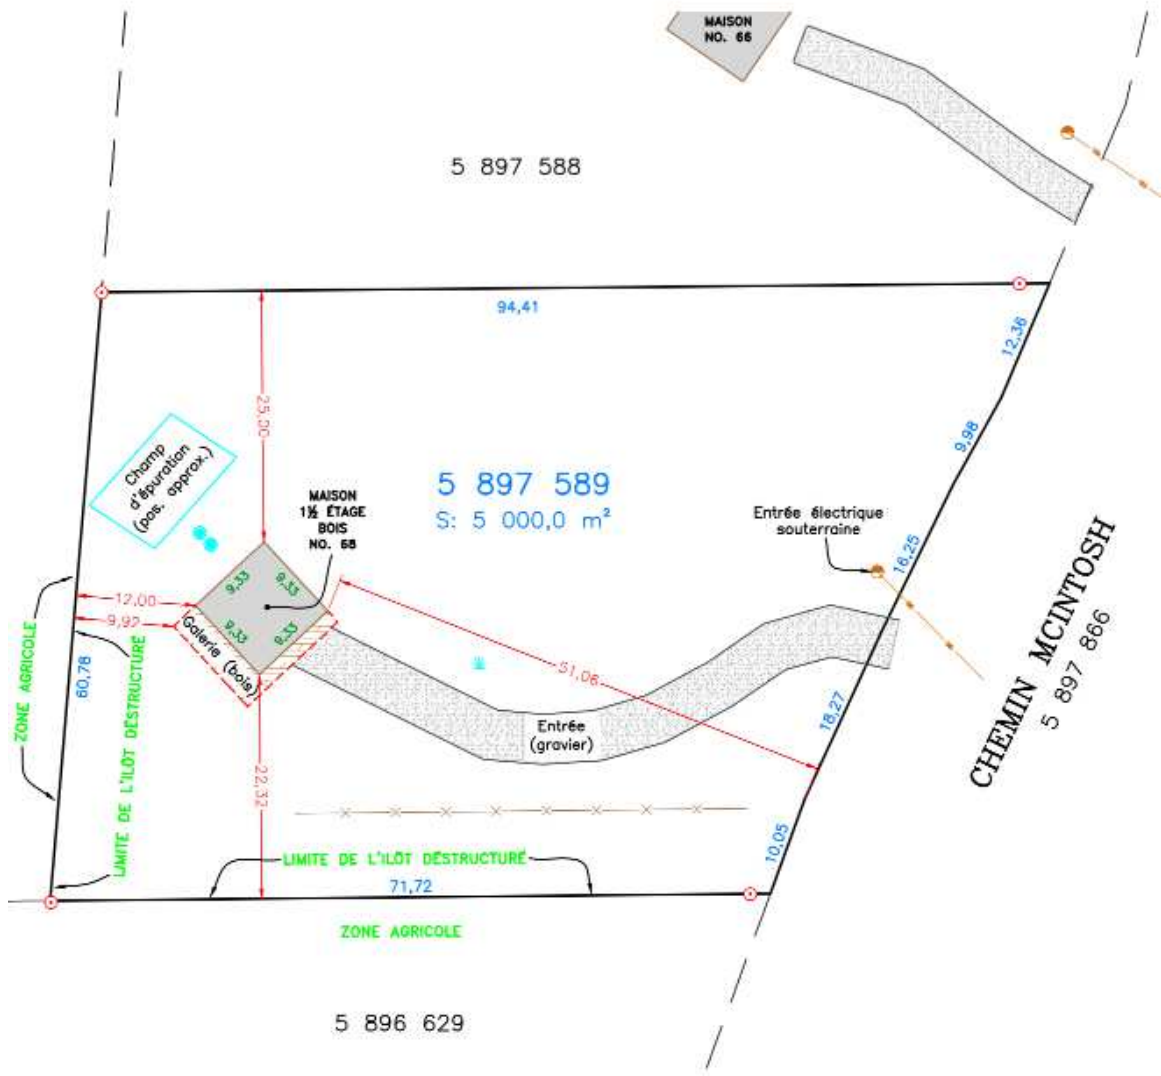 MAISON
NO. 66
5 897 588
94,41
12,36
25,00
9,98
Champ
d'épuration
(pos. approx.)
5 897 589
S: 5 000,0 m²
MAISON
1½ ÉTAGE
BOIS
NO. 68
Entrée électrique
souterraine
16,25
CHEMIN MCINTOSH
5 897 866
9,33
9,33
9,33
9,33
12,00
9,92
Galerie (bois)
ZONE AGRICOLE
60,78
LIMITE DE L'ILÔT DÉSTRUCTURÉ
51,06
18,27
Entrée
(gravier)
22,32
10,05
LIMITE DE L'ILÔT DÉSTRUCTURÉ
71,72
ZONE AGRICOLE
5 896 629